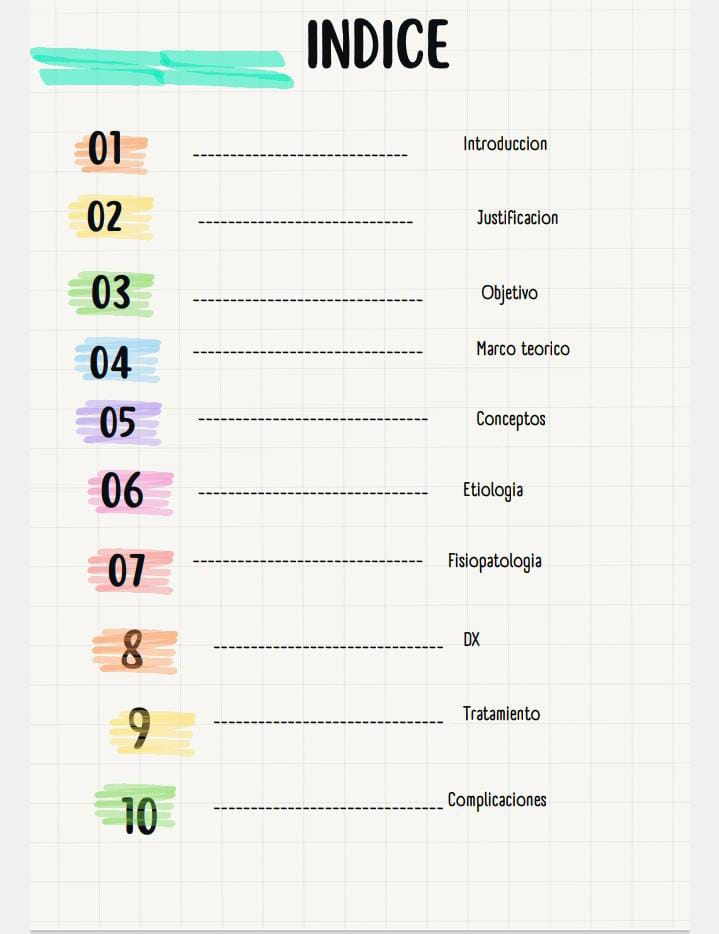 INDICE
01 ----------------------------------- Introduccion
02 ----------------------------------- Justificacion
03 ------------------------------------- Objetivo
04 ------------------------------------- Marco teorico
05 ------------------------------------- Conceptos
06 ------------------------------------- Etiologia
07 ------------------------------------- Fisiopatologia
8 ------------------------------------- DX
9 ------------------------------------- Tratamiento
10 ------------------------------------- Complicaciones